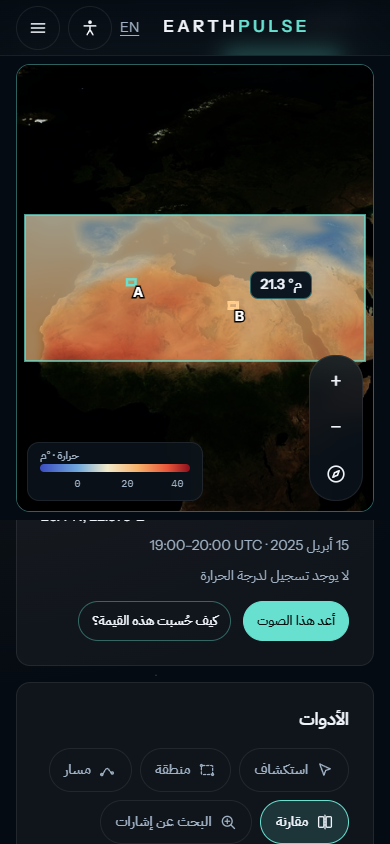 EN EARTHPULSE
21.3 °م
A
B
+
−
حرارة · °م
0 20 40
15 أبريل 2025 · 19:00–20:00 UTC
لا يوجد تسجيل لدرجة الحرارة
أعد هذا الصوت
كيف حُسبت هذه القيمة؟
الأدوات
استكشاف
منطقة
مسار
مقارنة
البحث عن إشارات